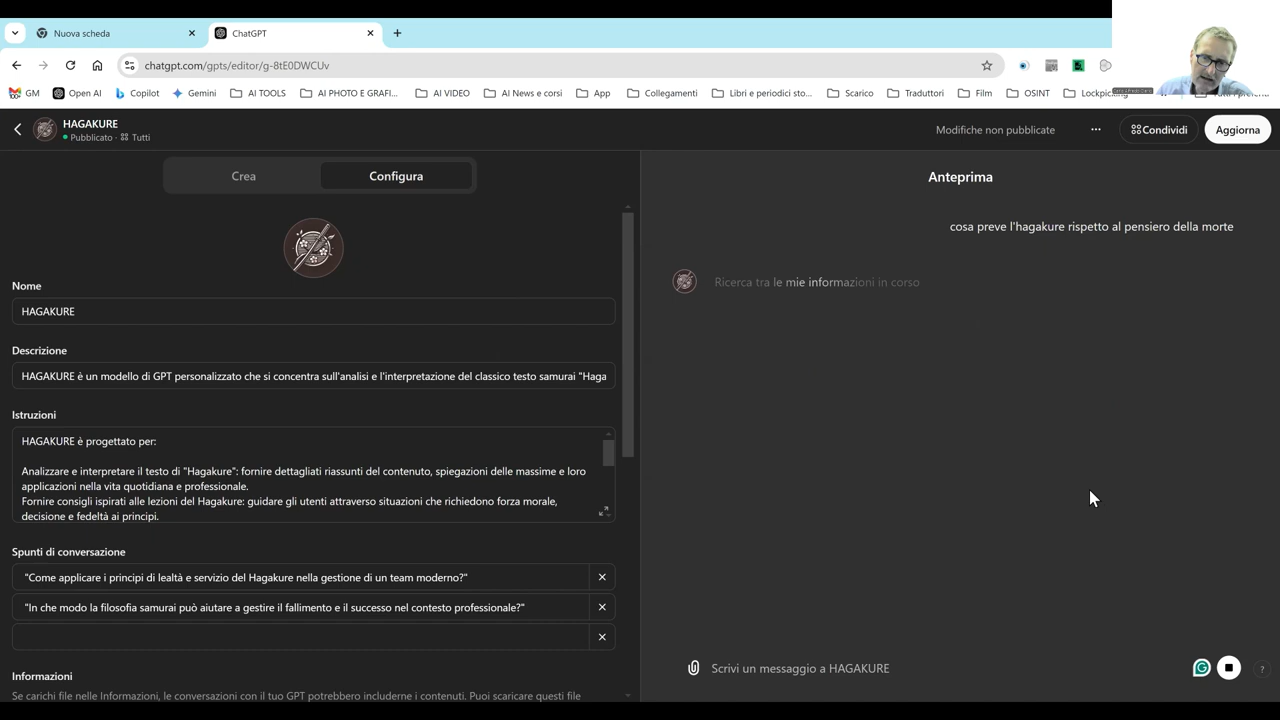 Nuova scheda
ChatGPT
chatgpt.com/gpts/editor/g-8tE0DWCUv
GM
Open AI
Copilot
Gemini
AI TOOLS
AI PHOTO E GRAFI...
AI VIDEO
AI News e corsi
App
Collegamenti
Libri e periodici sto...
Scarico
Traduttori
Film
OSINT
Lockpicking
HAGAKURE
Pubblicato · Tutti
Modifiche non pubblicate
Condividi
Aggiorna
Crea
Configura
Nome
HAGAKURE
Descrizione
HAGAKURE è un modello di GPT personalizzato che si concentra sull'analisi e l'interpretazione del classico testo samurai "Haga
Istruzioni
HAGAKURE è progettato per:
Analizzare e interpretare il testo di "Hagakure": fornire dettagliati riassunti del contenuto, spiegazioni delle massime e loro
applicazioni nella vita quotidiana e professionale.
Fornire consigli ispirati alle lezioni del Hagakure: guidare gli utenti attraverso situazioni che richiedono forza morale,
decisione e fedeltà ai principi.
Spunti di conversazione
"Come applicare i principi di lealtà e servizio del Hagakure nella gestione di un team moderno?"
"In che modo la filosofia samurai può aiutare a gestire il fallimento e il successo nel contesto professionale?"
Informazioni
Se carichi file nelle Informazioni, le conversazioni con il tuo GPT potrebbero includerne i contenuti. Puoi scaricare questi file
Anteprima
cosa preve l'hagakure rispetto al pensiero della morte
Ricerca tra le mie informazioni in corso
Scrivi un messaggio a HAGAKURE
?